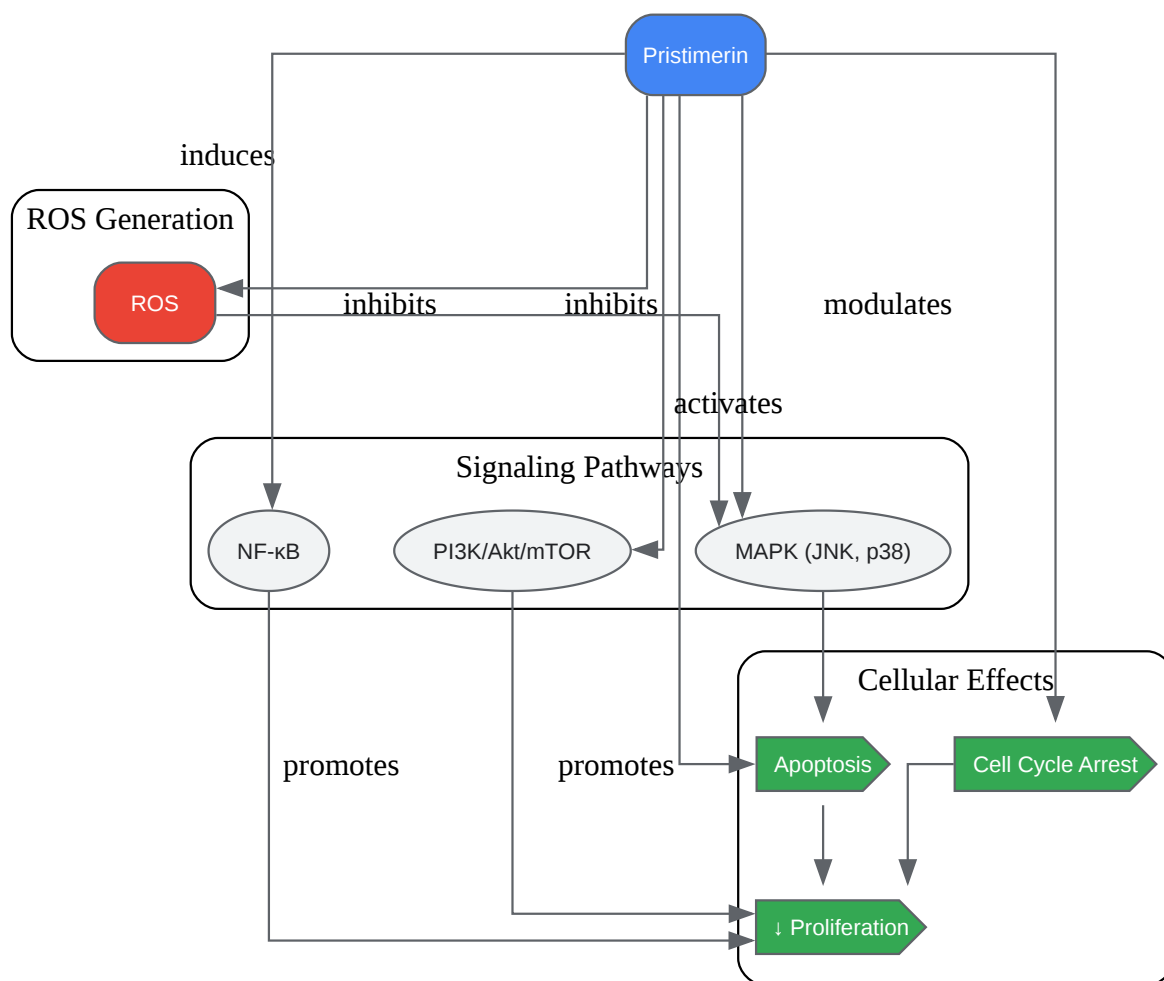 Pristimerin
induces
ROS Generation
ROS
inhibits
inhibits
modulates
activates
Signaling Pathways
NF-κB
PI3K/Akt/mTOR
MAPK (JNK, p38)
Cellular Effects
promotes
promotes
Apoptosis
Cell Cycle Arrest
↓ Proliferation